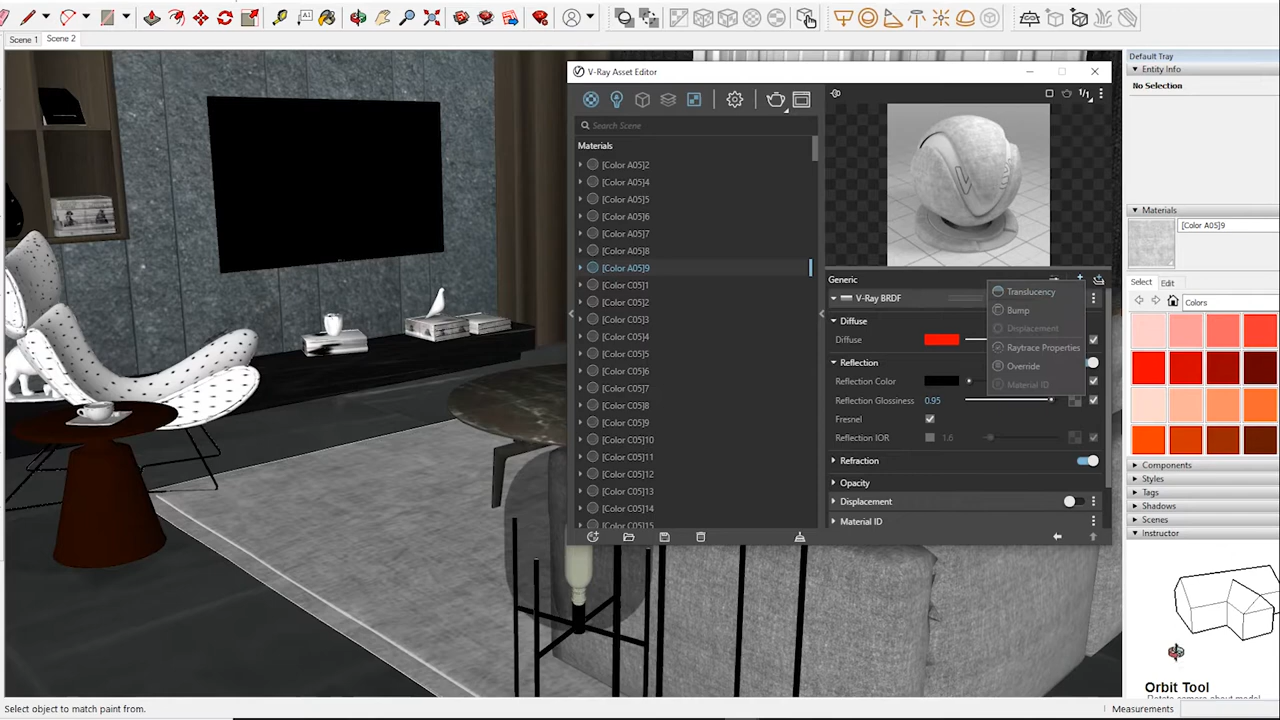 Scene 1
Scene 2
V-Ray Asset Editor
Search Scene
Materials
[Color A05]2
[Color A05]4
[Color A05]5
[Color A05]6
[Color A05]7
[Color A05]8
[Color A05]9
[Color C05]1
[Color C05]2
[Color C05]3
[Color C05]4
[Color C05]5
[Color C05]6
[Color C05]7
[Color C05]8
[Color C05]9
[Color C05]10
[Color C05]11
[Color C05]12
[Color C05]13
[Color C05]14
[Color C05]15
1/1
Generic
V-Ray BRDF
Diffuse
Diffuse
Reflection
Reflection Color
Reflection Glossiness 0.95
Fresnel
Reflection IOR 1.6
Refraction
Opacity
Displacement
Material ID
Translucency
Bump
Displacement
Raytrace Properties
Override
Material ID
Default Tray
Entity Info
No Selection
Materials
[Color A05]9
Select Edit
Colors
Components
Styles
Tags
Shadows
Scenes
Instructor
Orbit Tool
Select object to match paint from.
Measurements